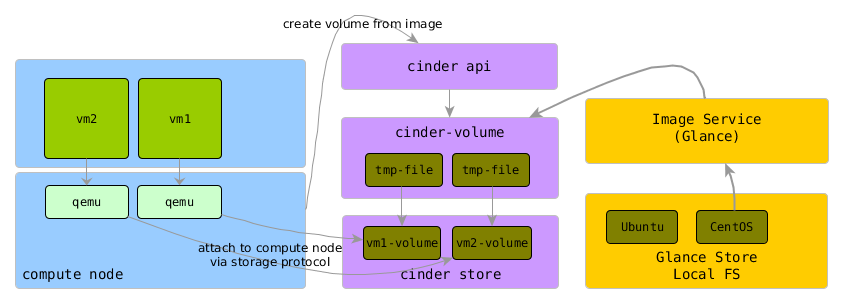 create volume from image
cinder api
vm2
vm1
cinder-volume
Image Service
(Glance)
tmp-file
tmp-file
qemu
qemu
vm1-volume
vm2-volume
Ubuntu
CentOS
attach to compute node
via storage protocol
compute node
cinder store
Glance Store
Local FS